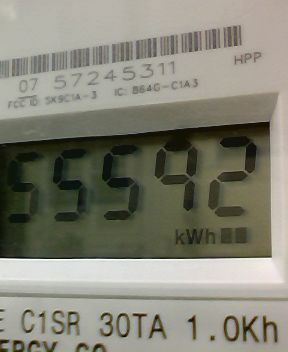 HPP
07 57245311
FCC ID: SK9C1A-3 IC: 864G-C1A3
55592
kWh
C1SR 30TA 1.0Kh